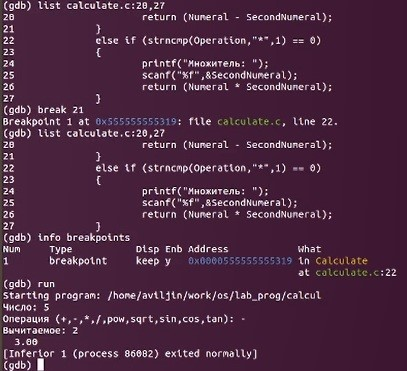 (gdb) list calculate.c:20,27
20 return (Numeral - SecondNumeral);
21 }
22 else if (strncmp(Operation,"*",1) == 0)
23 {
24 printf("Множитель: ");
25 scanf("%f",&SecondNumeral);
26 return (Numeral * SecondNumeral);
27 }
(gdb) break 21
Breakpoint 1 at 0x555555555319: file calculate.c, line 22.
(gdb) list calculate.c:20,27
20 return (Numeral - SecondNumeral);
21 }
22 else if (strncmp(Operation,"*",1) == 0)
23 {
24 printf("Множитель: ");
25 scanf("%f",&SecondNumeral);
26 return (Numeral * SecondNumeral);
27 }
(gdb) info breakpoints
Num Type Disp Enb Address What
1 breakpoint keep y 0x0000555555555319 in Calculate
at calculate.c:22
(gdb) run
Starting program: /home/aviljin/work/os/lab_prog/calcul
Число: 5
Операция (+,-,*,/,pow,sqrt,sin,cos,tan): -
Вычитаемое: 2
3.00
[Inferior 1 (process 86082) exited normally]
(gdb)